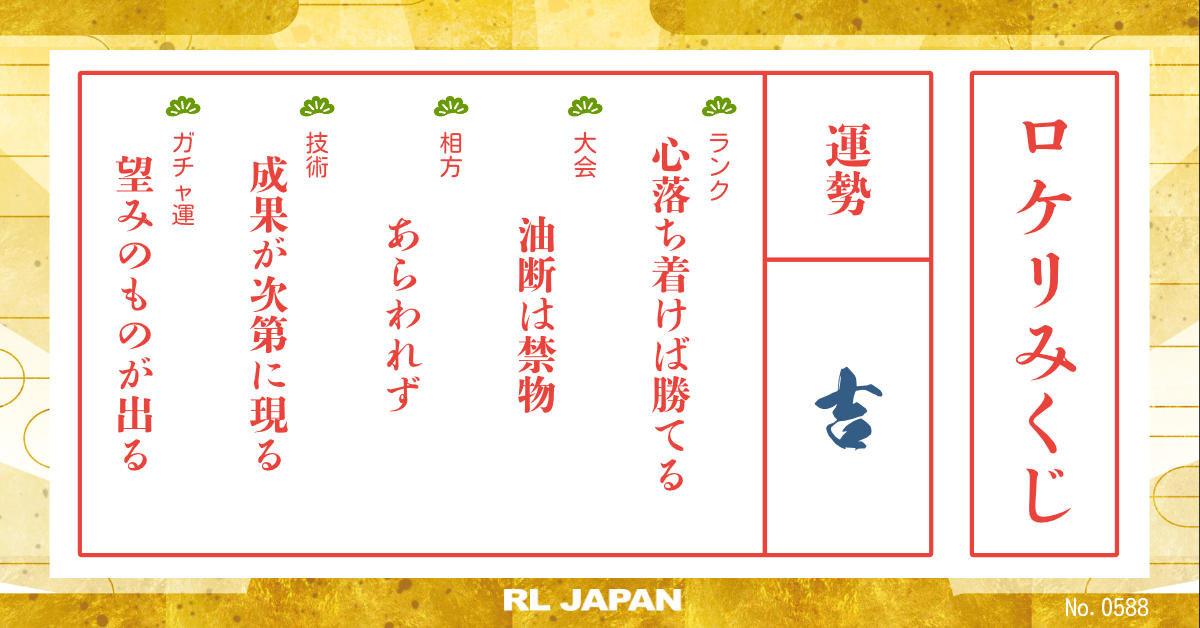 ロケリみくじ
運勢
吉
ランク
心落ち着けば勝てる
大会
油断は禁物
相方
あらわれず
技術
成果が次第に現る
ガチャ運
望みのものが出る
RL JAPAN
No. 0588